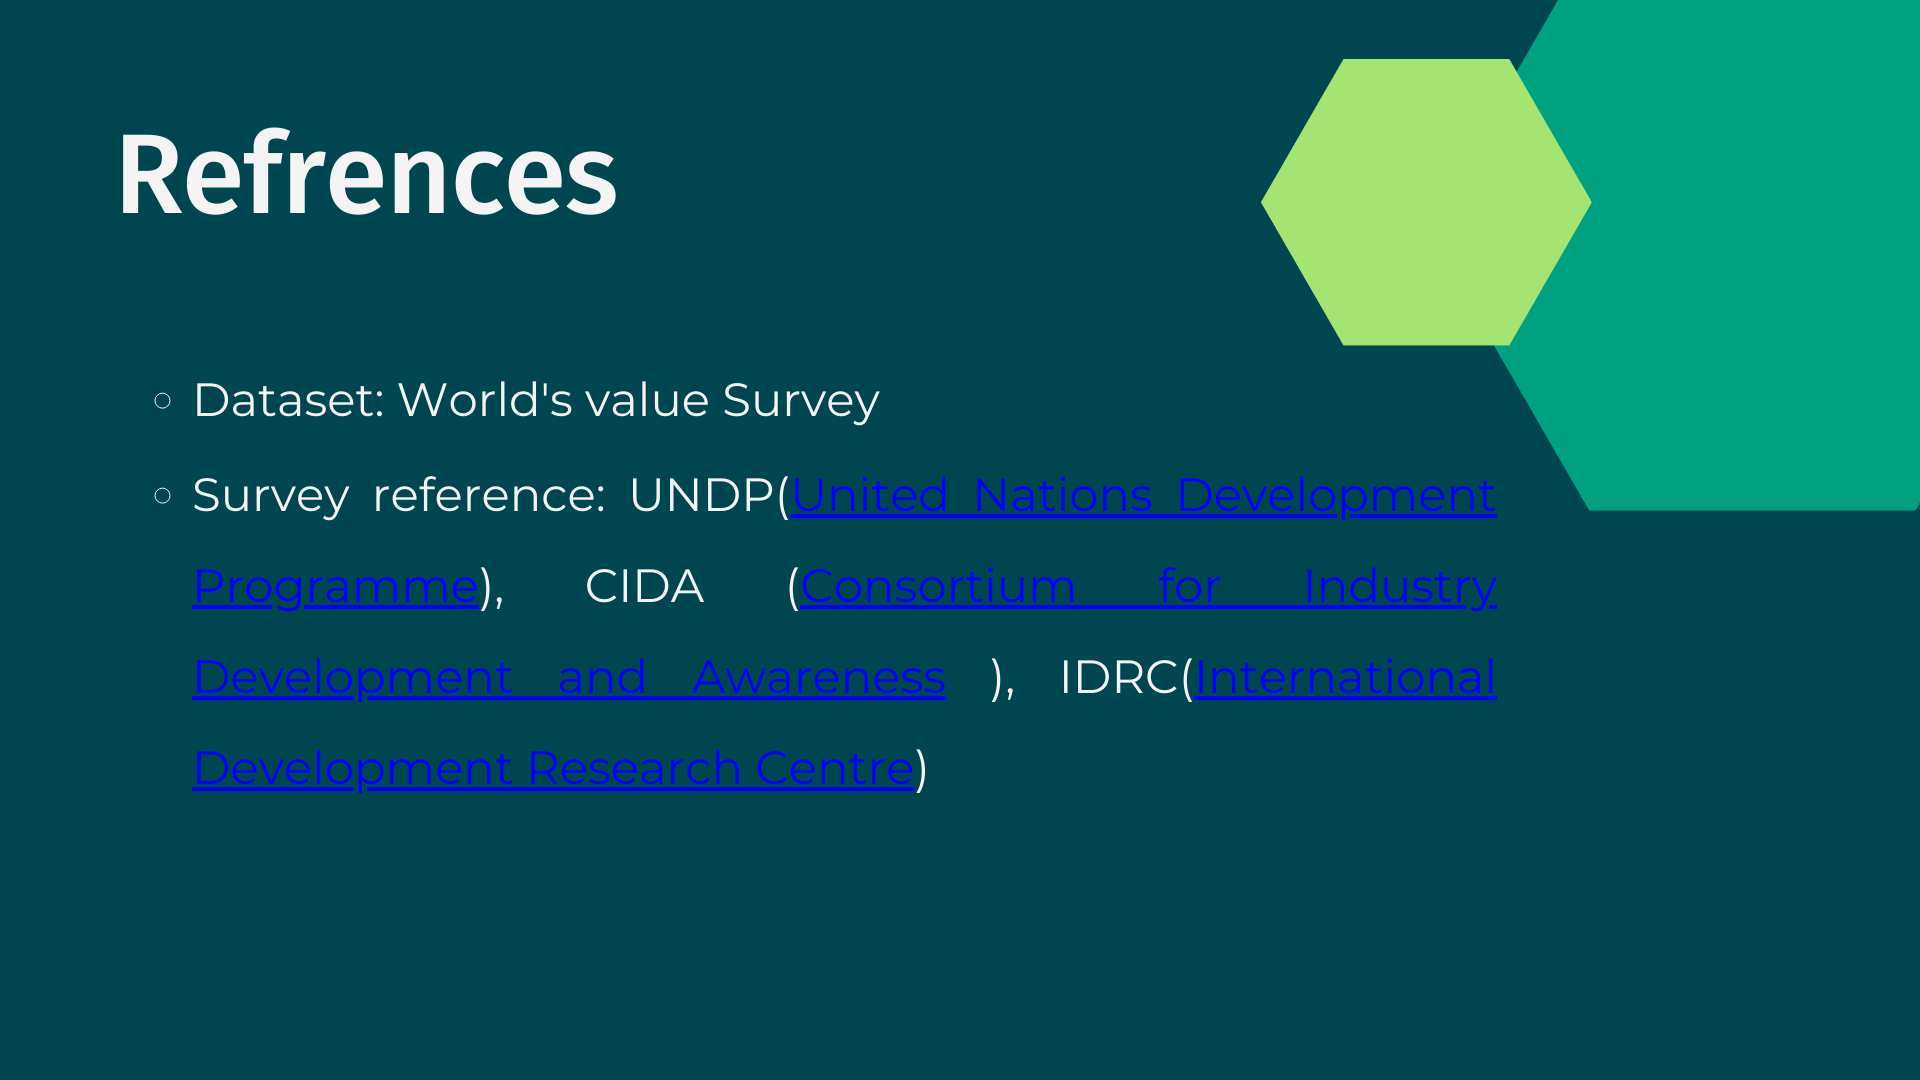 Refrences
Dataset: World's value Survey
Survey reference: UNDP(United Nations Development
Programme), CIDA (Consortium for Industry
Development and Awareness ), IDRC(International
Development Research Centre)